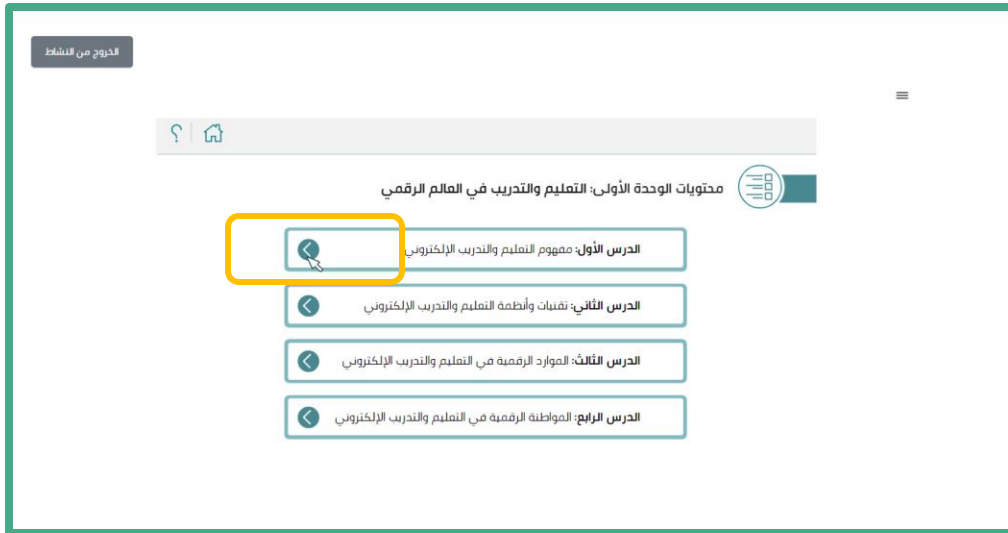 الخروج من النشاط
محتويات الوحدة الأولى: التعليم والتدريب في العالم الرقمي
الدرس الأول: مفهوم التعليم والتدريب الإلكتروني
الدرس الثاني: تقنيات وأنظمة التعليم والتدريب الإلكتروني
الدرس الثالث: الموارد الرقمية في التعليم والتدريب الإلكتروني
الدرس الرابع: المواطنة الرقمية في التعليم والتدريب الإلكتروني